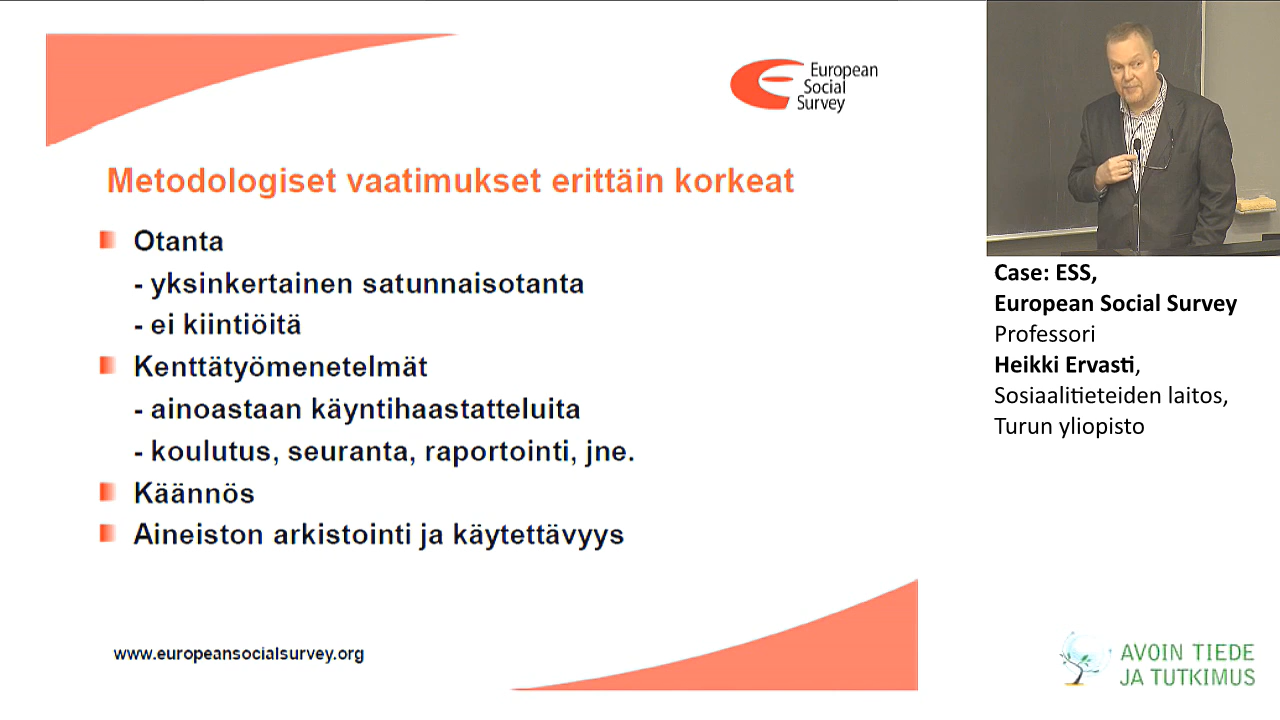 European
Social
Survey
Metodologiset vaatimukset erittäin korkeat
Otanta
- yksinkertainen satunnaisotanta
- ei kiintiöitä
Kenttätyömenetelmät
- ainoastaan käyntihaastatteluita
- koulutus, seuranta, raportointi, jne.
Käännös
Aineiston arkistointi ja käytettävyys
www.europeansocialsurvey.org
Case: ESS,
European Social Survey
Professori
Heikki Ervasti,
Sosiaalitieteiden laitos,
Turun yliopisto
AVOIN TIEDE
JA TUTKIMUS